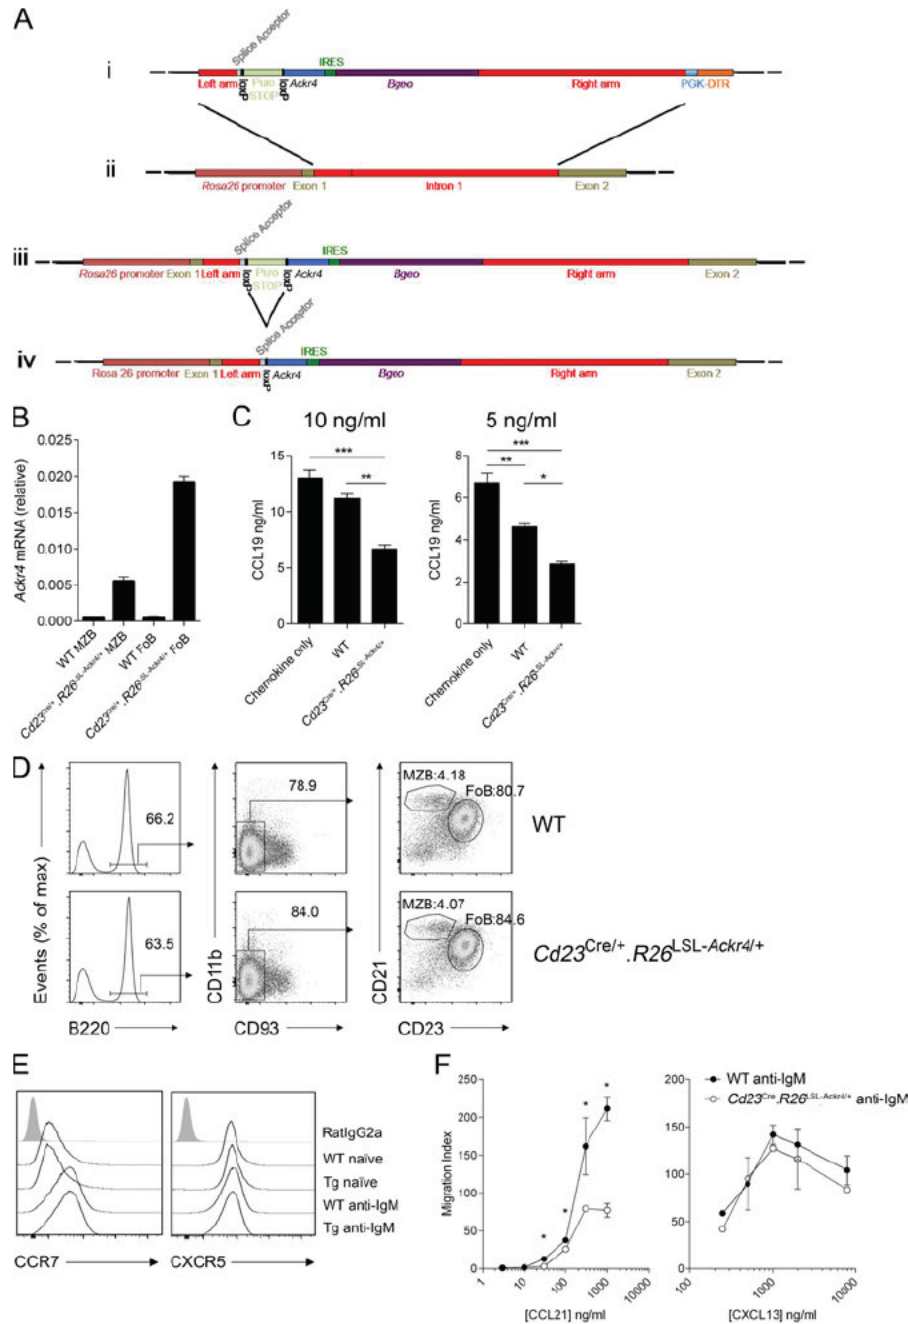 A
Splice Acceptor
IRES
i
Left arm loxP Puro STOP loxP Ackr4 Bgeo Right arm PGK-DTR
ii
Rosa26 promoter Exon 1 Intron 1 Exon 2
Splice Acceptor
IRES
iii
Rosa26 promoter Exon 1 Left arm loxP Puro STOP loxP Ackr4 Bgeo Right arm Exon 2
Splice Acceptor
IRES
iv
Rosa 26 promoter Exon 1 Left arm loxP Ackr4 Bgeo Right arm Exon 2
B
Ackr4 mRNA (relative)
0.025
0.020
0.015
0.010
0.005
0.000
WT MZB
Cd23Cre/+.R26LSL-Ackr4/+ MZB
WT FoB
Cd23Cre/+.R26LSL-Ackr4/+ FoB
C
10 ng/ml
CCL19 ng/ml
15
10
5
0
***
**
Chemokine only
WT
Cd23Cre/+.R26LSL-Ackr4/+
5 ng/ml
CCL19 ng/ml
8
6
4
2
0
***
** *
Chemokine only
WT
Cd23Cre/+.R26LSL-Ackr4/+
D
Events (% of max)
CD11b
CD21
66.2
78.9
MZB:4.18
FoB:80.7
WT
63.5
84.0
MZB:4.07
FoB:84.6
Cd23Cre/+.R26LSL-Ackr4/+
B220
CD93
CD23
E
RatIgG2a
WT naïve
Tg naïve
WT anti-IgM
Tg anti-IgM
CCR7
CXCR5
F
WT anti-IgM
Cd23Cre.R26LSL-Ackr4/+ anti-IgM
Migration Index
250
200
150
100
50
0
* * * *
1 10 100 1000 10000
[CCL21] ng/ml
200
150
100
50
0
100 1000 10000
[CXCL13] ng/ml